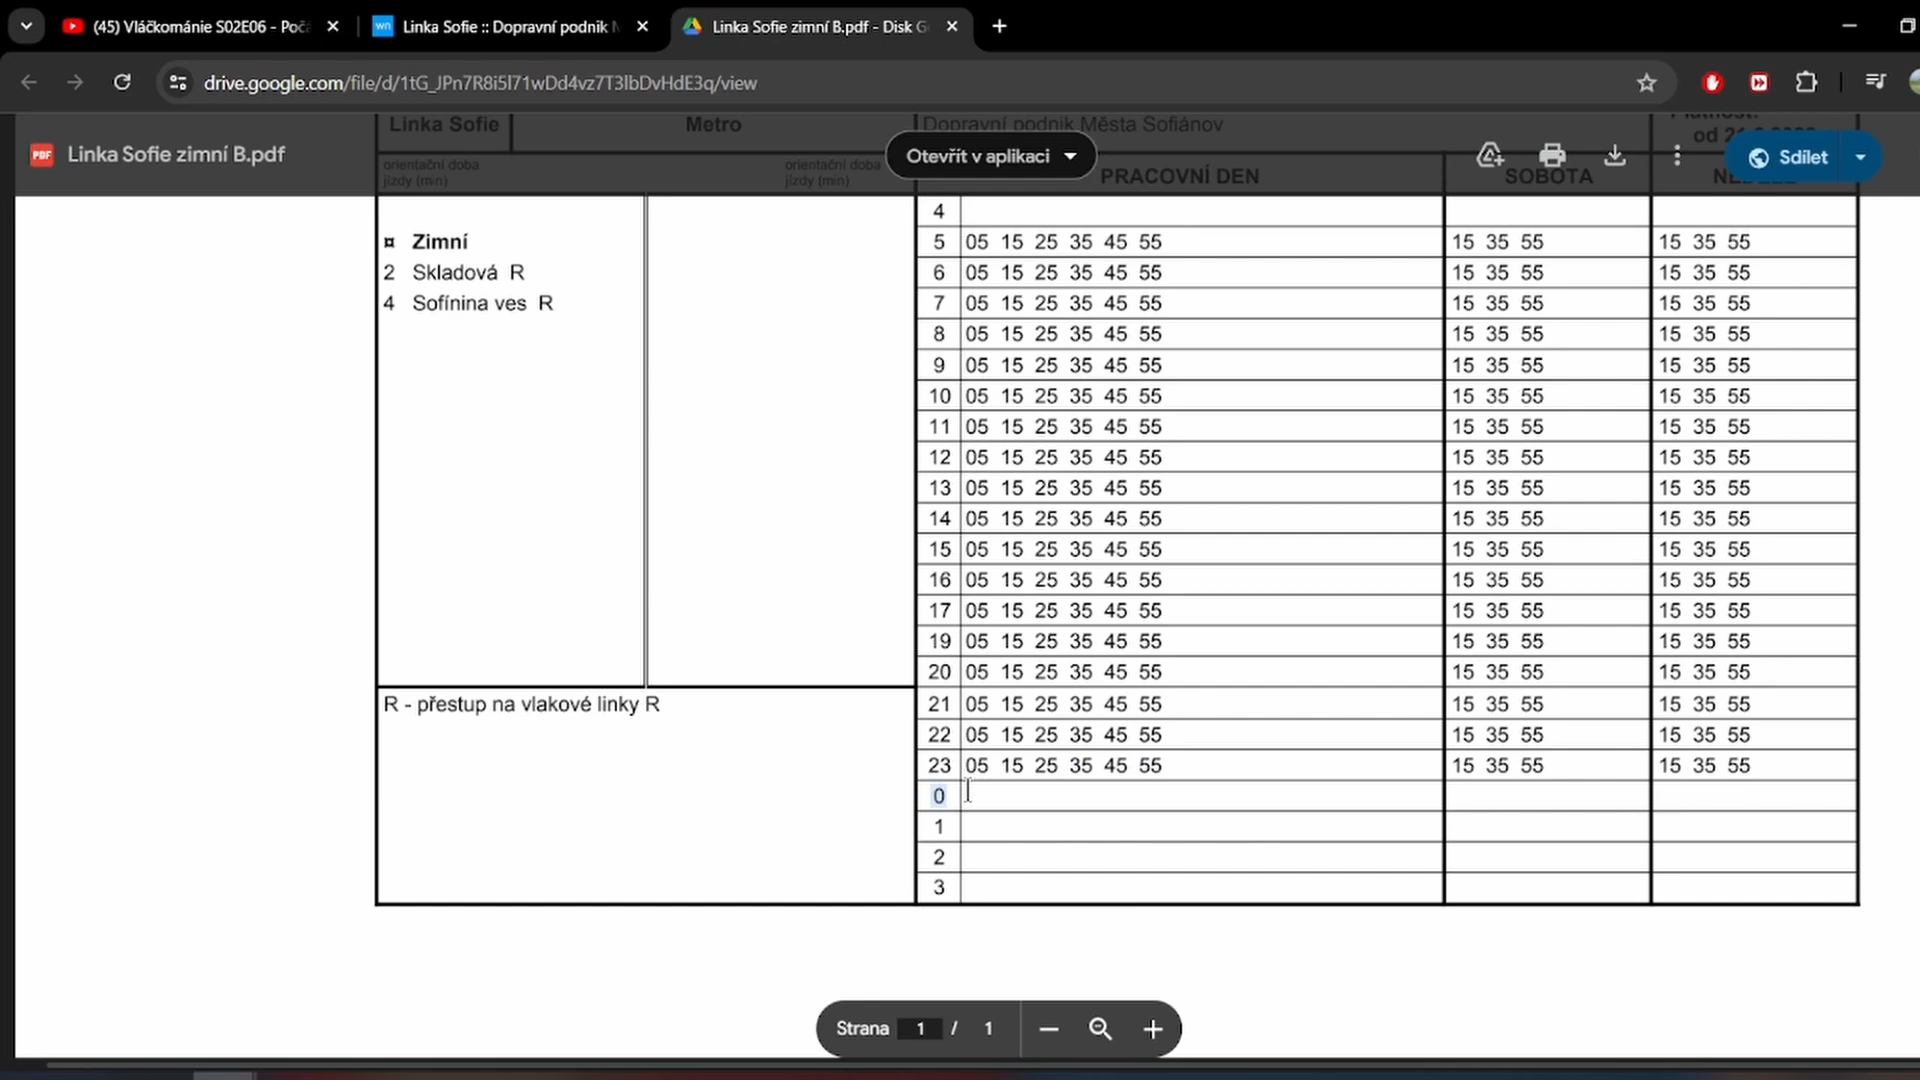 (45) Vláčkománie S02E06 - Poč
Linka Sofie :: Dopravní podnik
Linka Sofie zimní B.pdf - Disk G
drive.google.com/file/d/1tG_JPn7R8i5l71wDd4vz7T3lbDvHdE3q/view
Linka Sofie
Metro
Dopravní podnik Města Sofiánov
Platnost:
od
PDF
Linka Sofie zimní B.pdf
orientační doba
jízdy (min)
orientační doba
jízdy (min)
Otevřít v aplikaci
Sdílet
PRACOVNÍ DEN
SOBOTA
¤ Zimní
2 Skladová R
4 Sofínina ves R
R - přestup na vlakové linky R
4
5 05 15 25 35 45 55 15 35 55 15 35 55
6 05 15 25 35 45 55 15 35 55 15 35 55
7 05 15 25 35 45 55 15 35 55 15 35 55
8 05 15 25 35 45 55 15 35 55 15 35 55
9 05 15 25 35 45 55 15 35 55 15 35 55
10 05 15 25 35 45 55 15 35 55 15 35 55
11 05 15 25 35 45 55 15 35 55 15 35 55
12 05 15 25 35 45 55 15 35 55 15 35 55
13 05 15 25 35 45 55 15 35 55 15 35 55
14 05 15 25 35 45 55 15 35 55 15 35 55
15 05 15 25 35 45 55 15 35 55 15 35 55
16 05 15 25 35 45 55 15 35 55 15 35 55
17 05 15 25 35 45 55 15 35 55 15 35 55
19 05 15 25 35 45 55 15 35 55 15 35 55
20 05 15 25 35 45 55 15 35 55 15 35 55
21 05 15 25 35 45 55 15 35 55 15 35 55
22 05 15 25 35 45 55 15 35 55 15 35 55
23 05 15 25 35 45 55 15 35 55 15 35 55
0
1
2
3
Strana 1 / 1